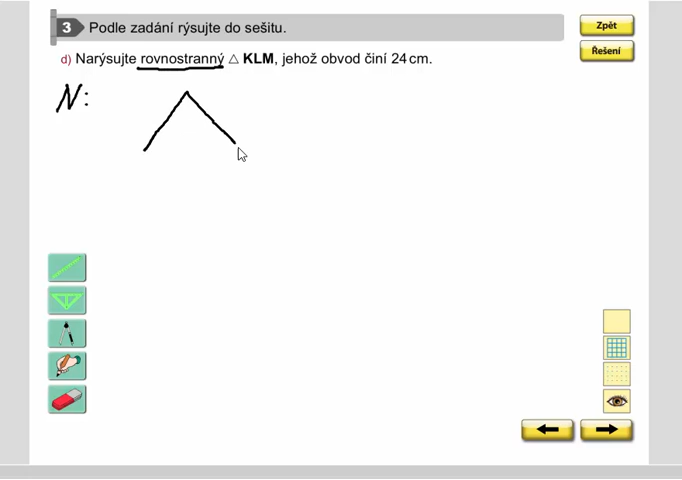 3 Podle zadání rýsujte do sešitu.
Zpět
Řešení
d) Narýsujte rovnostranný △ KLM, jehož obvod činí 24 cm.
N: